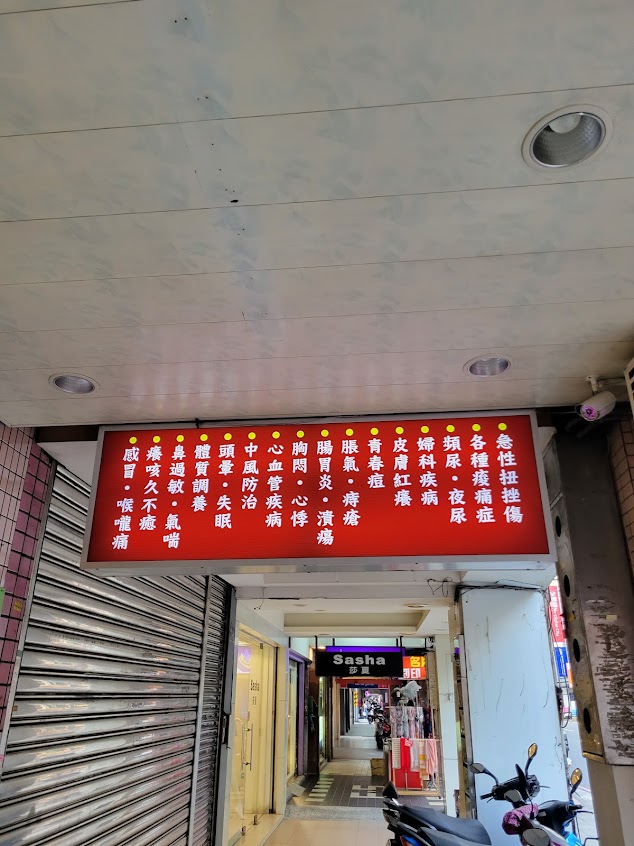 急性扭挫傷
各種痠痛症
頻尿・夜尿
婦科疾病
皮膚紅癢
青春痘
脹氣・痔瘡
腸胃炎・潰瘍
胸悶・心悸
心血管疾病
中風防治
頭暈・失眠
體質調養
鼻過敏・氣喘
痰咳久不癒
感冒・喉嚨痛
Sasha
莎夏
Sasha